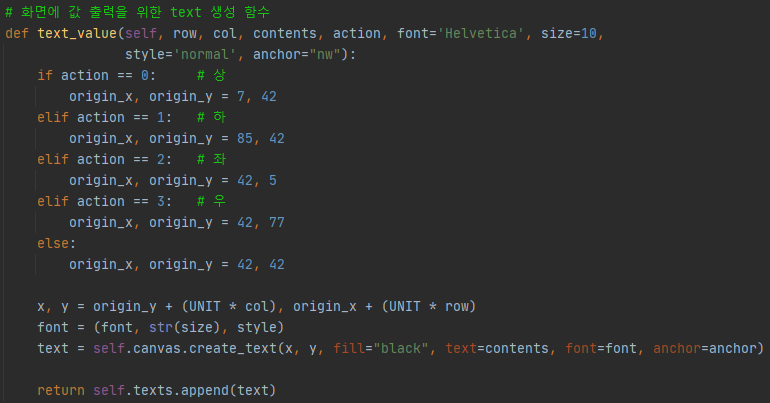 # 화면에 값 출력을 위한 text 생성 함수
def text_value(self, row, col, contents, action, font='Helvetica', size=10,
               style='normal', anchor="nw"):
    if action == 0:     # 상
        origin_x, origin_y = 7, 42
    elif action == 1:   # 하
        origin_x, origin_y = 85, 42
    elif action == 2:   # 좌
        origin_x, origin_y = 42, 5
    elif action == 3:   # 우
        origin_x, origin_y = 42, 77
    else:
        origin_x, origin_y = 42, 42

    x, y = origin_y + (UNIT * col), origin_x + (UNIT * row)
    font = (font, str(size), style)
    text = self.canvas.create_text(x, y, fill="black", text=contents, font=font, anchor=anchor)

    return self.texts.append(text)